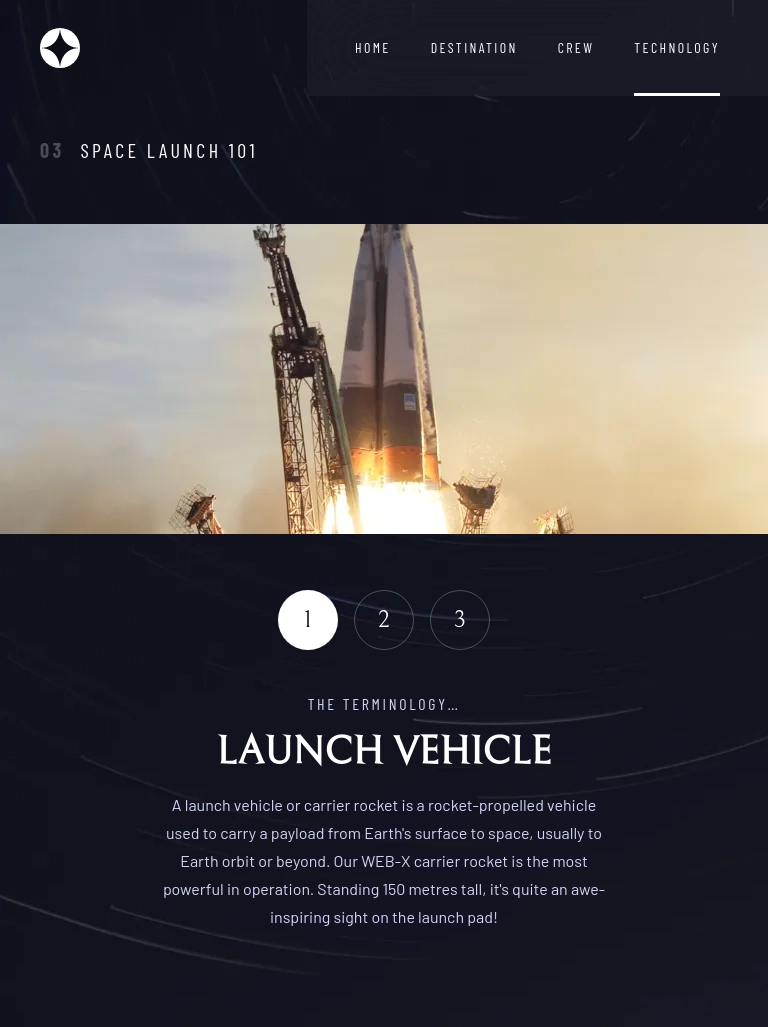 HOME DESTINATION CREW TECHNOLOGY
03 SPACE LAUNCH 101
1 2 3
THE TERMINOLOGY…
LAUNCH VEHICLE
A launch vehicle or carrier rocket is a rocket-propelled vehicle
used to carry a payload from Earth's surface to space, usually to
Earth orbit or beyond. Our WEB-X carrier rocket is the most
powerful in operation. Standing 150 metres tall, it's quite an awe-
inspiring sight on the launch pad!